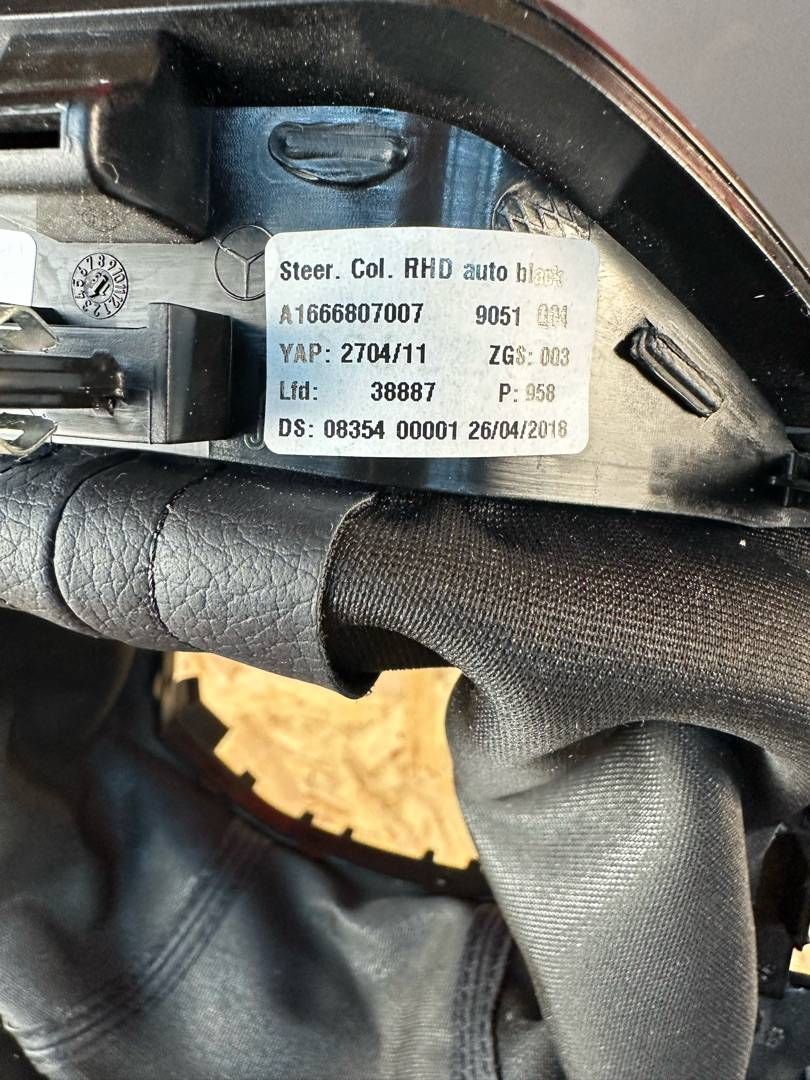 Steer. Col. RHD auto black
A1666807007 9051
YAP: 2704/11 ZGS: 003
Lfd: 38887 P: 958
DS: 08354 00001 26/04/2018